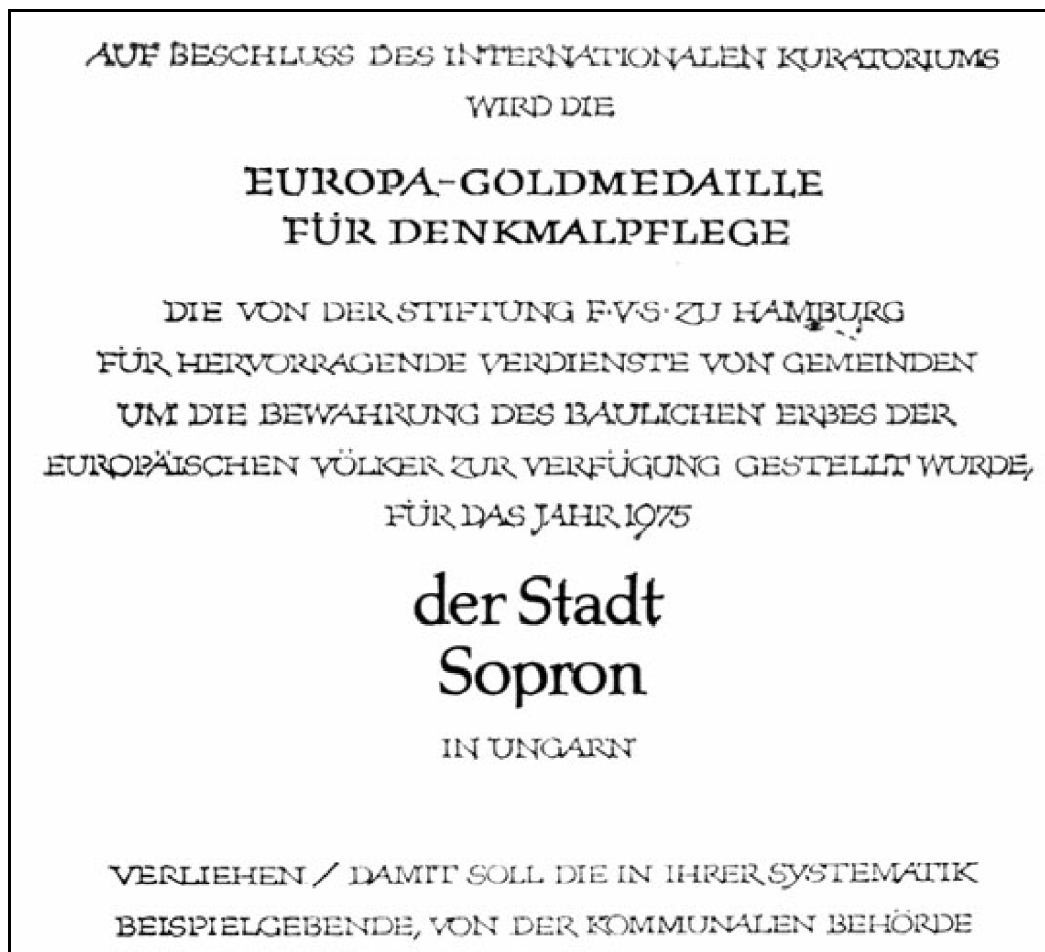 AUF BESCHLUSS DES INTERNATIONALEN KURATORIUMS
WIRD DIE
EUROPA-GOLDMEDAILLE
FÜR DENKMALPFLEGE
DIE VON DER STIFTUNG F·V·S· ZU HAMBURG
FÜR HERVORRAGENDE VERDIENSTE VON GEMEINDEN
UM DIE BEWAHRUNG DES BAULICHEN ERBES DER
EUROPÄISCHEN VÖLKER ZUR VERFÜGUNG GESTELLT WURDE,
FÜR DAS JAHR 1975
der Stadt
Sopron
IN UNGARN
VERLIEHEN / DAMIT SOLL DIE IN IHRER SYSTEMATIK
BEISPIELGEBENDE, VON DER KOMMUNALEN BEHÖRDE